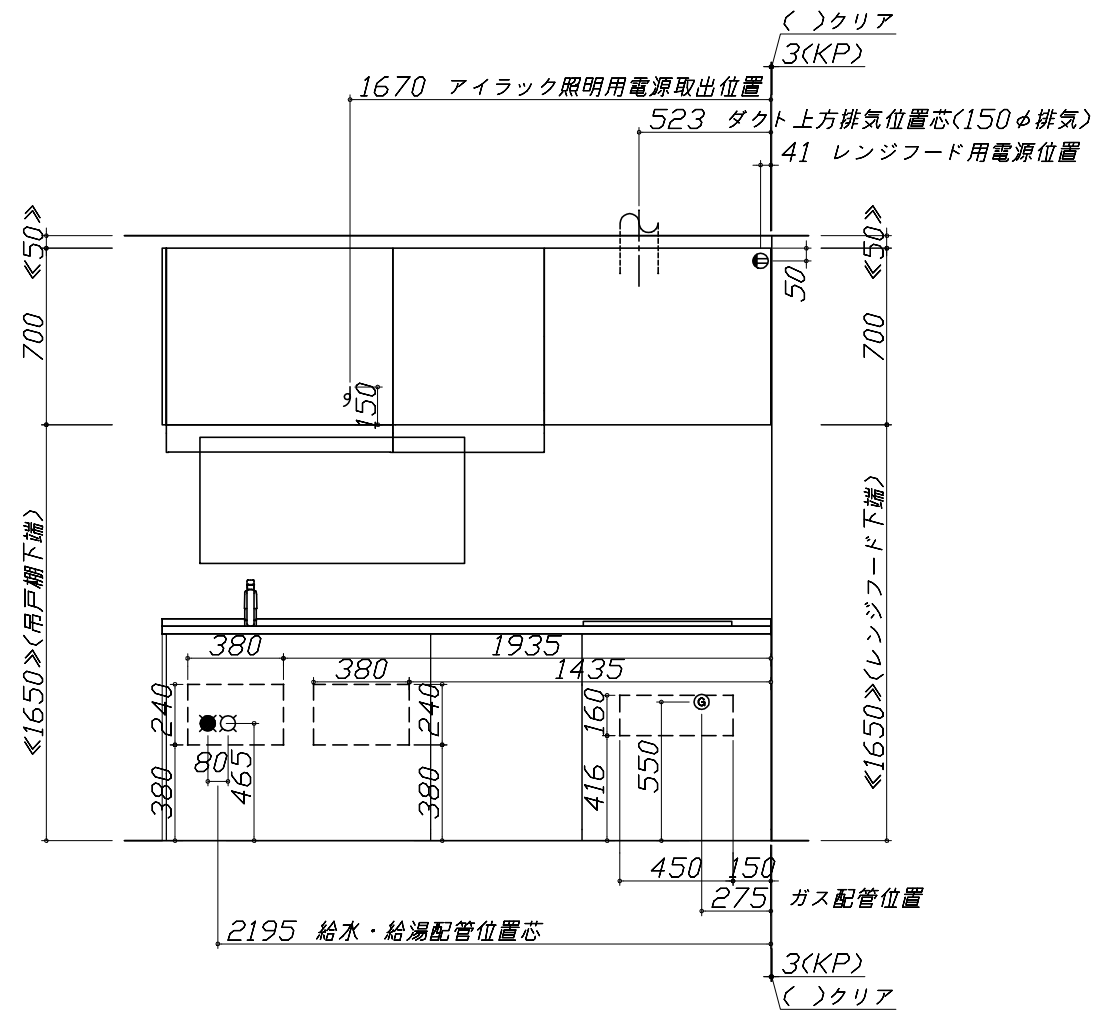 ( )クリア
3(KP)
1670 アイラック照明用電源取出位置
523 ダクト上方排気位置芯(150φ排気)
41 レンジフード用電源位置
≪50≫
≪50≫
50
700
700
150
≪1650≫(吊戸棚下端)
≪1650≫(レンジフード下端)
380
1935
380
1435
240
240
160
G
80
465
550
380
380
416
450
150
275 ガス配管位置
2195 給水・給湯配管位置芯
3(KP)
( )クリア